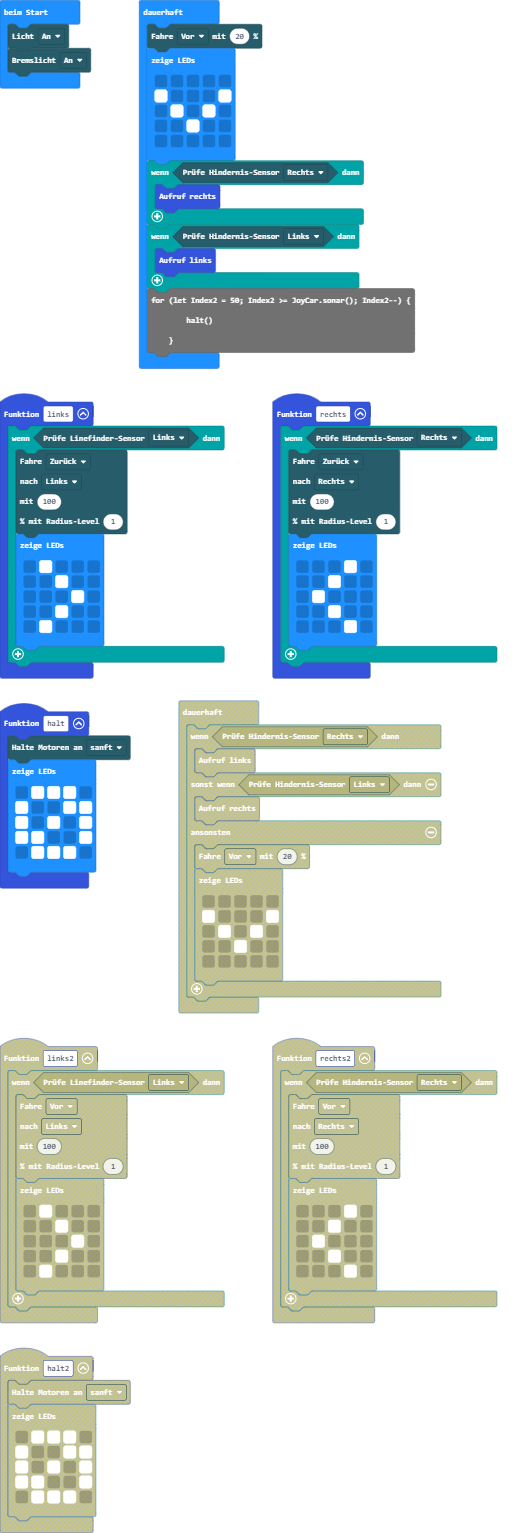 beim Start
Licht An
Bremslicht An
dauerhaft
Fahre Vor mit 20 %
zeige LEDs
wenn Prüfe Hindernis-Sensor Rechts dann
Aufruf rechts
wenn Prüfe Hindernis-Sensor Links dann
Aufruf links
for (let Index2 = 50; Index2 >= JoyCar.sonar(); Index2--) {
halt()
}
Funktion links
wenn Prüfe Linefinder-Sensor Links dann
Fahre Zurück
nach Links
mit 100
% mit Radius-Level 1
zeige LEDs
Funktion rechts
wenn Prüfe Hindernis-Sensor Rechts dann
Fahre Zurück
nach Rechts
mit 100
% mit Radius-Level 1
zeige LEDs
Funktion halt
Halte Motoren an sanft
zeige LEDs
dauerhaft
wenn Prüfe Hindernis-Sensor Rechts dann
Aufruf links
sonst wenn Prüfe Hindernis-Sensor Links dann
Aufruf rechts
ansonsten
Fahre Vor mit 20 %
zeige LEDs
Funktion links2
wenn Prüfe Linefinder-Sensor Links dann
Fahre Vor
nach Links
mit 100
% mit Radius-Level 1
zeige LEDs
Funktion rechts2
wenn Prüfe Hindernis-Sensor Rechts dann
Fahre Vor
nach Rechts
mit 100
% mit Radius-Level 1
zeige LEDs
Funktion halt2
Halte Motoren an sanft
zeige LEDs